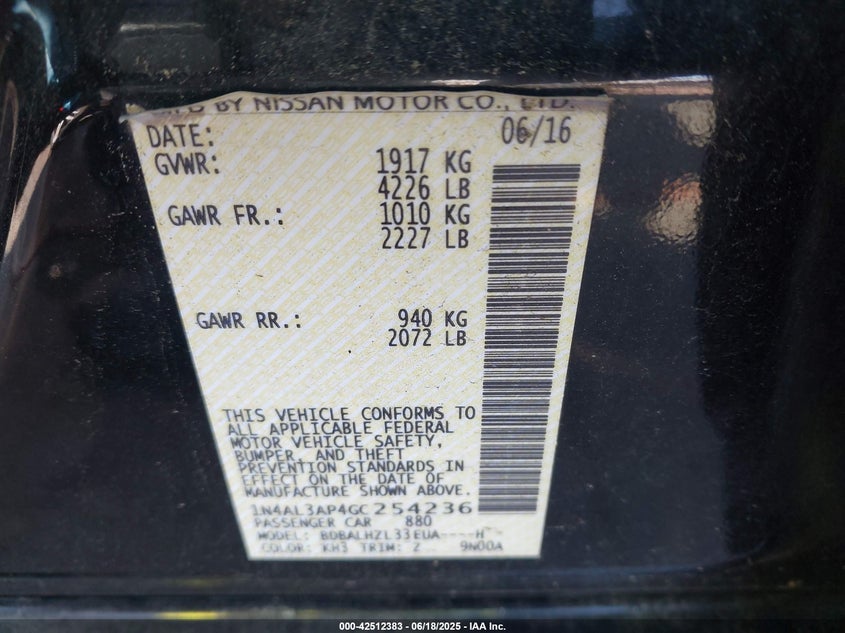 MFD BY NISSAN MOTOR CO., LTD.
DATE: 06/16
GVWR: 1917 KG
4226 LB
GAWR FR.: 1010 KG
2227 LB
GAWR RR.: 940 KG
2072 LB
THIS VEHICLE CONFORMS TO
ALL APPLICABLE FEDERAL
MOTOR VEHICLE SAFETY,
BUMPER, AND THEFT
PREVENTION STANDARDS IN
EFFECT ON THE DATE OF
MANUFACTURE SHOWN ABOVE.
1N4AL3AP4GC254236
PASSENGER CAR 880
MODEL: BDBALHZL33EUA----H
COLOR: KH3 TRIM: Z 9N00A
000-42512383 - 06/18/2025 - IAA Inc.